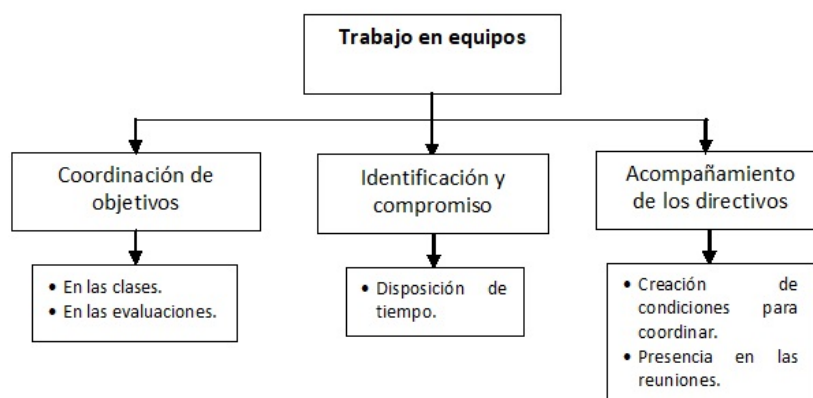 Trabajo en equipos
Coordinación de
objetivos
Identificación y
compromiso
Acompañamiento
de los directivos
• En las clases.
• En las evaluaciones.
• Disposición de
tiempo.
• Creación de
condiciones para
coordinar.
• Presencia en las
reuniones.